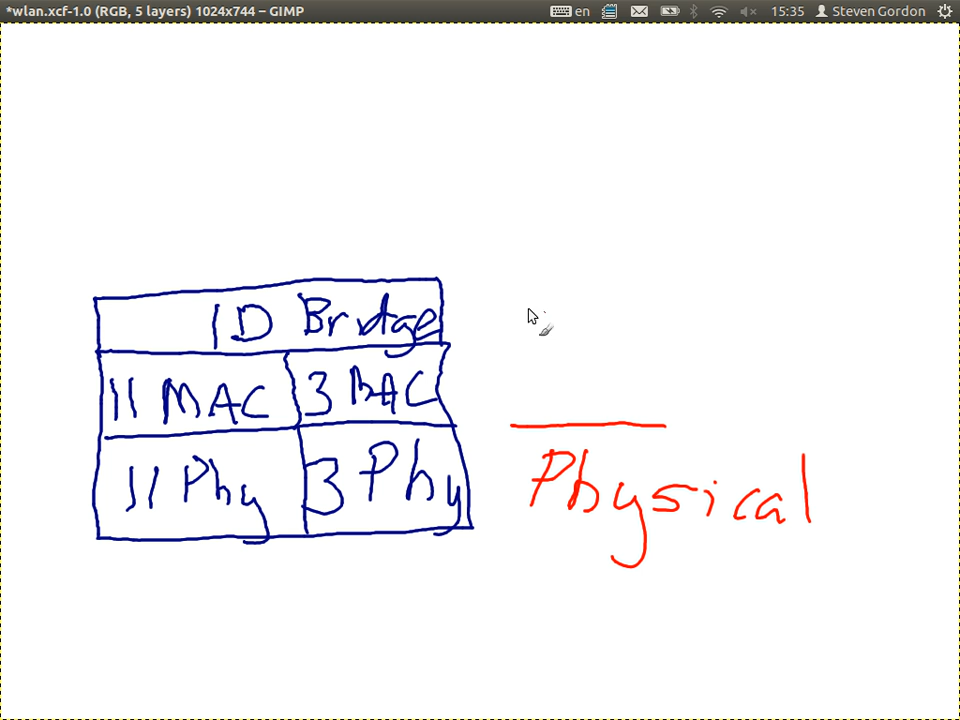 *wlan.xcf-1.0 (RGB, 5 layers) 1024x744 – GIMP en 15:35 Steven Gordon
1D Bridge
11 MAC 3 MAC
11 Phy 3 Phy
Physical